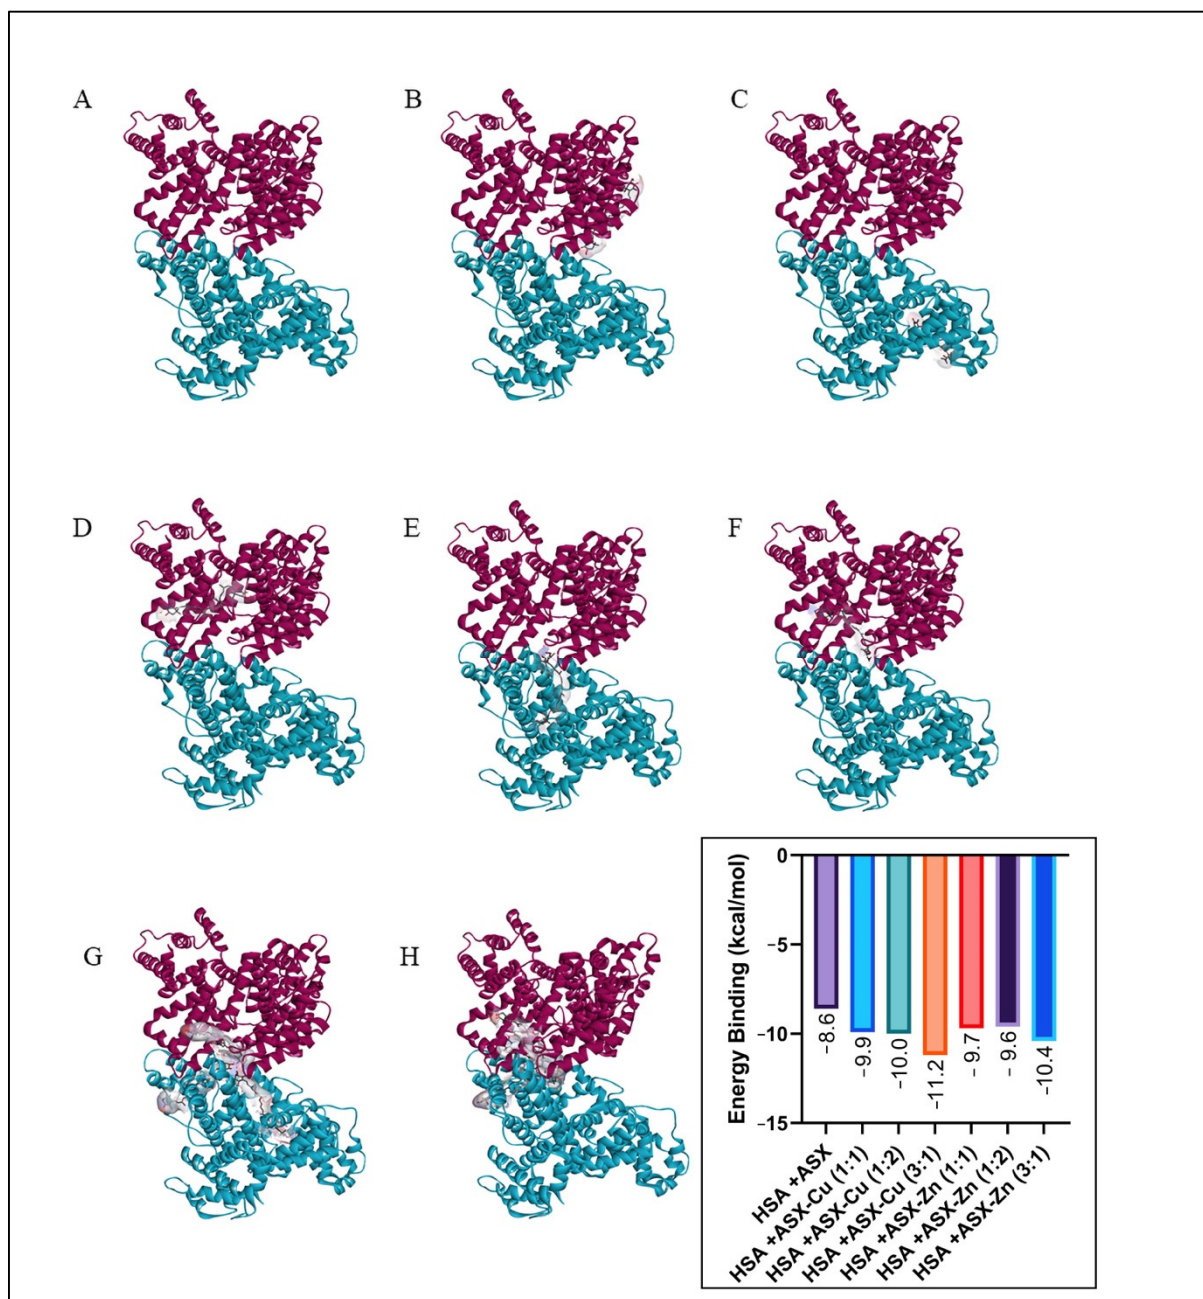 A
B
C
D
E
F
G
H
Energy Binding (kcal/mol)
0
−5
−10
−15
−8.6
−9.9
−10.0
−11.2
− 9.7
− 9.6
−10.4
HSA +ASX
HSA +ASX-Cu (1:1)
HSA +ASX-Cu (1:2)
HSA +ASX-Cu (3:1)
HSA +ASX-Zn (1:1)
HSA +ASX-Zn (1:2)
HSA +ASX-Zn (3:1)